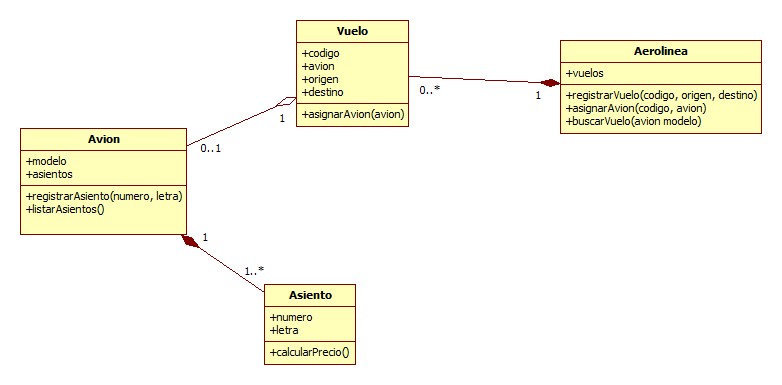 Vuelo
+codigo
+avion
+origen
+destino
+asignarAvion(avion)
Aerolinea
+vuelos
+registrarVuelo(codigo, origen, destino)
+asignarAvion(codigo, avion)
+buscarVuelo(avion modelo)
0..*
1
1
0..1
Avion
+modelo
+asientos
+registrarAsiento(numero, letra)
+listarAsientos()
1
1..*
Asiento
+numero
+letra
+calcularPrecio()